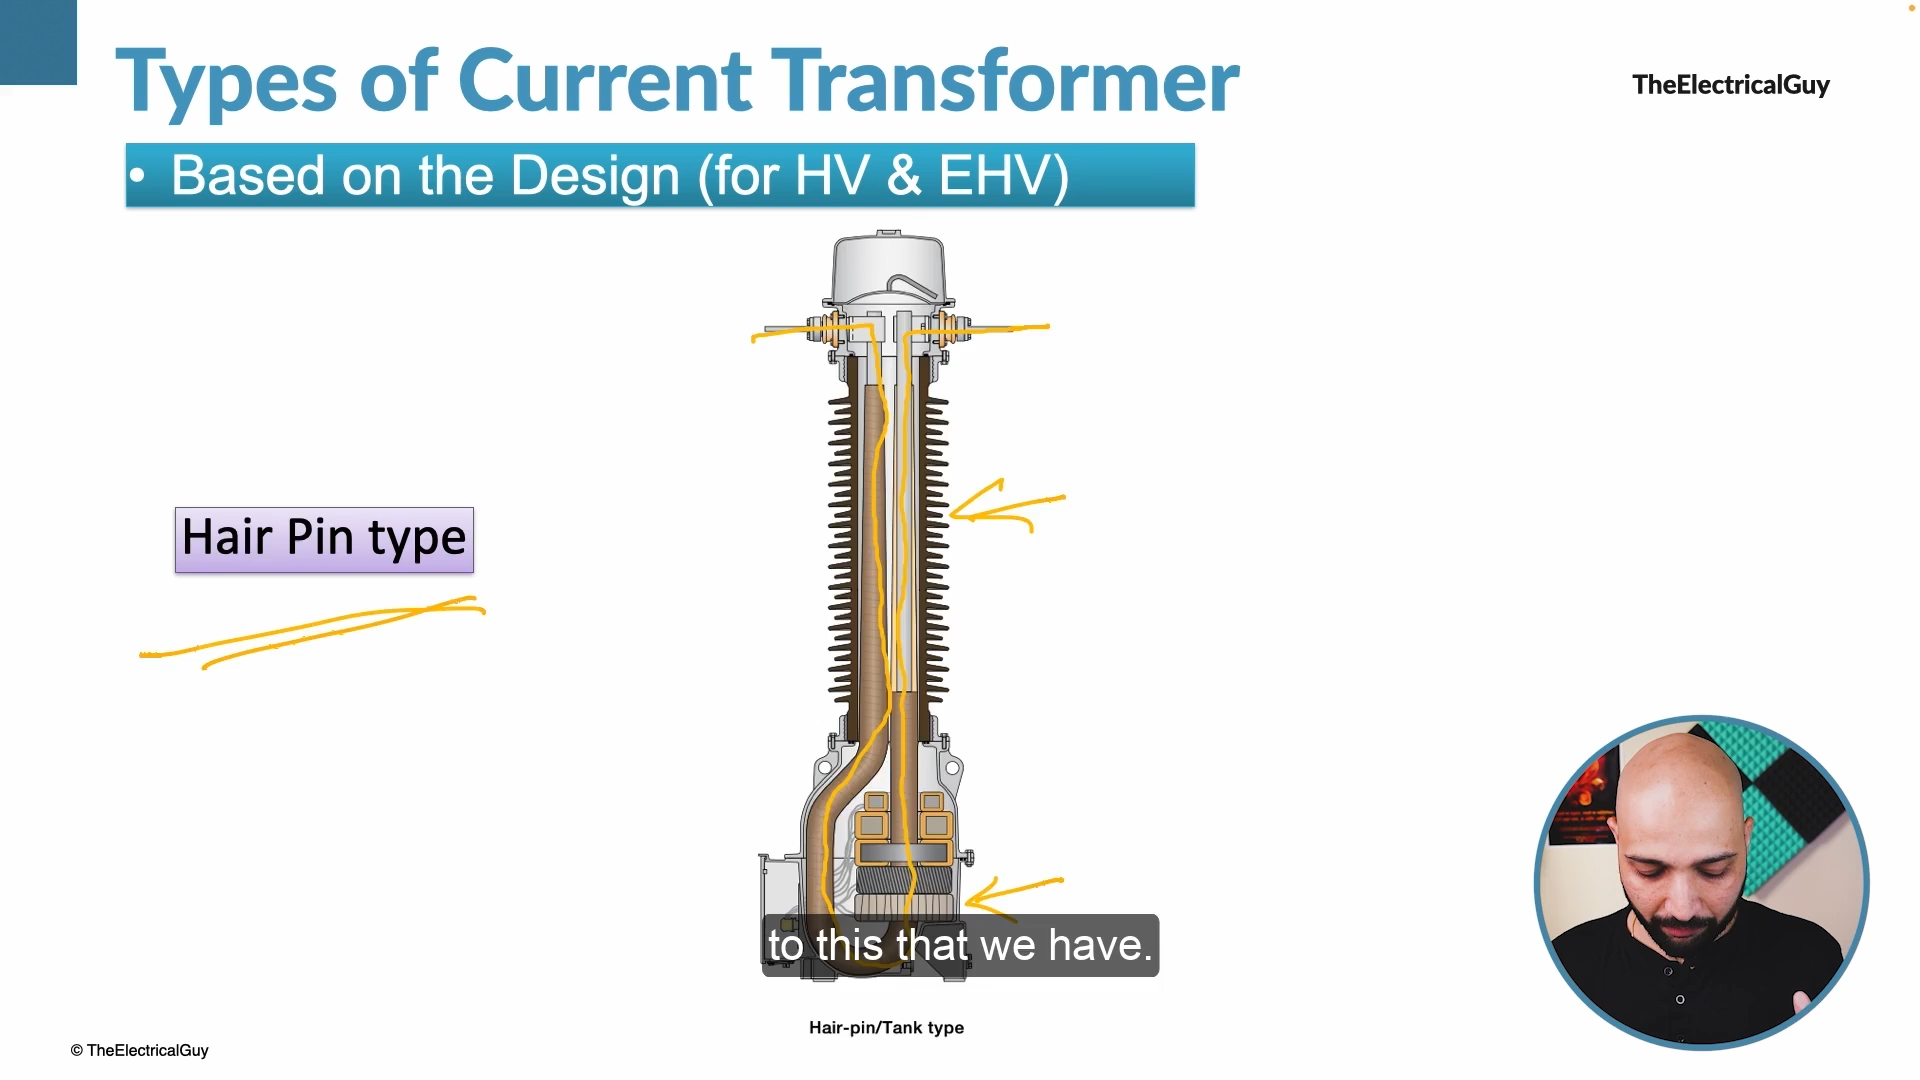 Types of Current Transformer
TheElectricalGuy
• Based on the Design (for HV & EHV)
Hair Pin type
to this that we have.
Hair-pin/Tank type
© TheElectricalGuy